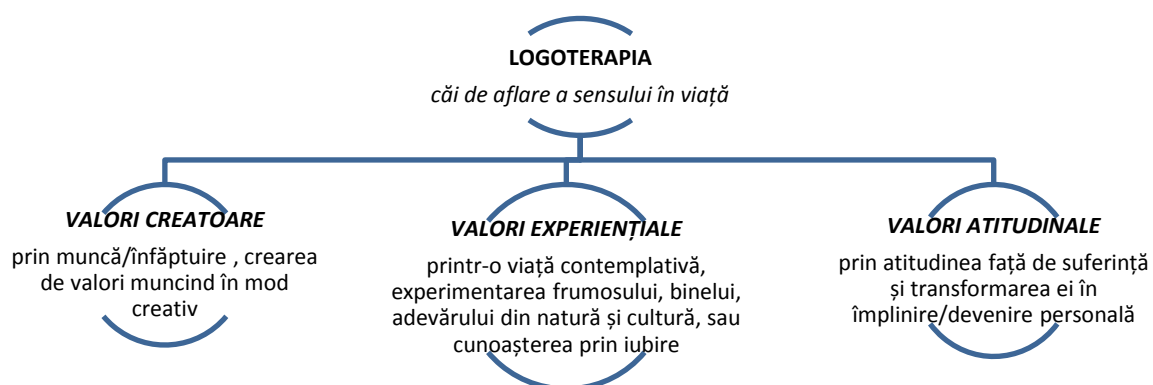 LOGOTERAPIA
căi de aflare a sensului în viață
VALORI CREATOARE
prin muncă/înfăptuire , crearea
de valori muncind în mod
creativ
VALORI EXPERIENȚIALE
printr-o viață contemplativă,
experimentarea frumosului, binelui,
adevărului din natură și cultură, sau
cunoașterea prin iubire
VALORI ATITUDINALE
prin atitudinea față de suferință
și transformarea ei în
împlinire/devenire personală